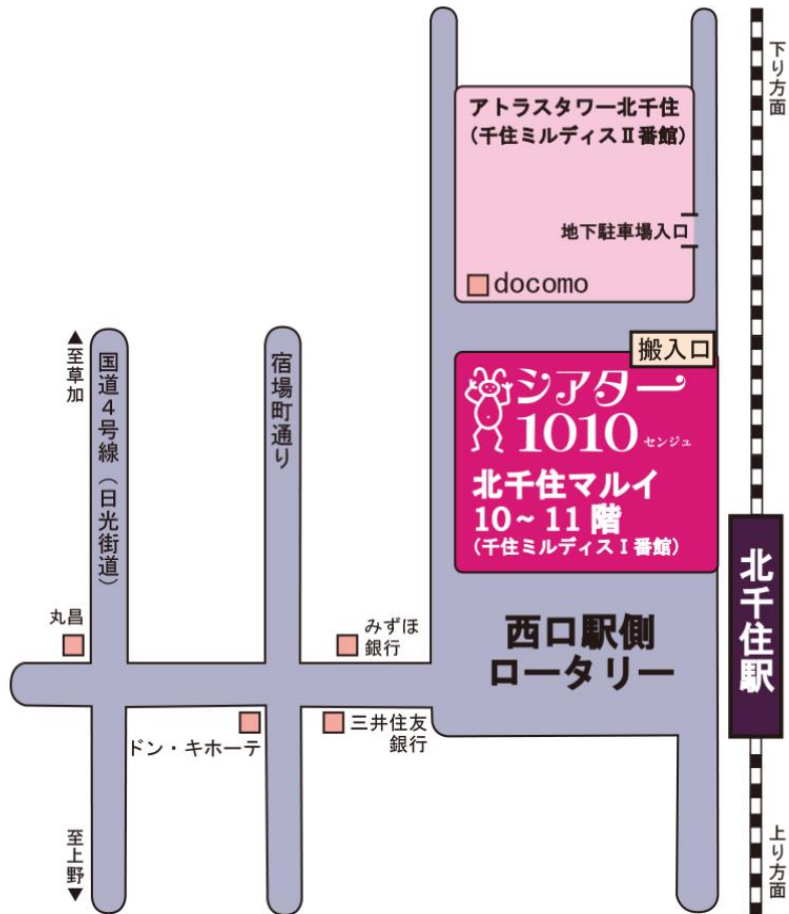 下り方面
アトラスタワー北千住
(千住ミルディスⅡ番館)
地下駐車場入口
docomo
搬入口
シアター
1010 センジュ
北千住マルイ
10~11階
(千住ミルディスⅠ番館)
▲至草加
国道4号線(日光街道)
宿場町通り
北千住駅
丸昌
みずほ
銀行
西口駅側
ロータリー
ドン・キホーテ
三井住友
銀行
至上野▼
上り方面